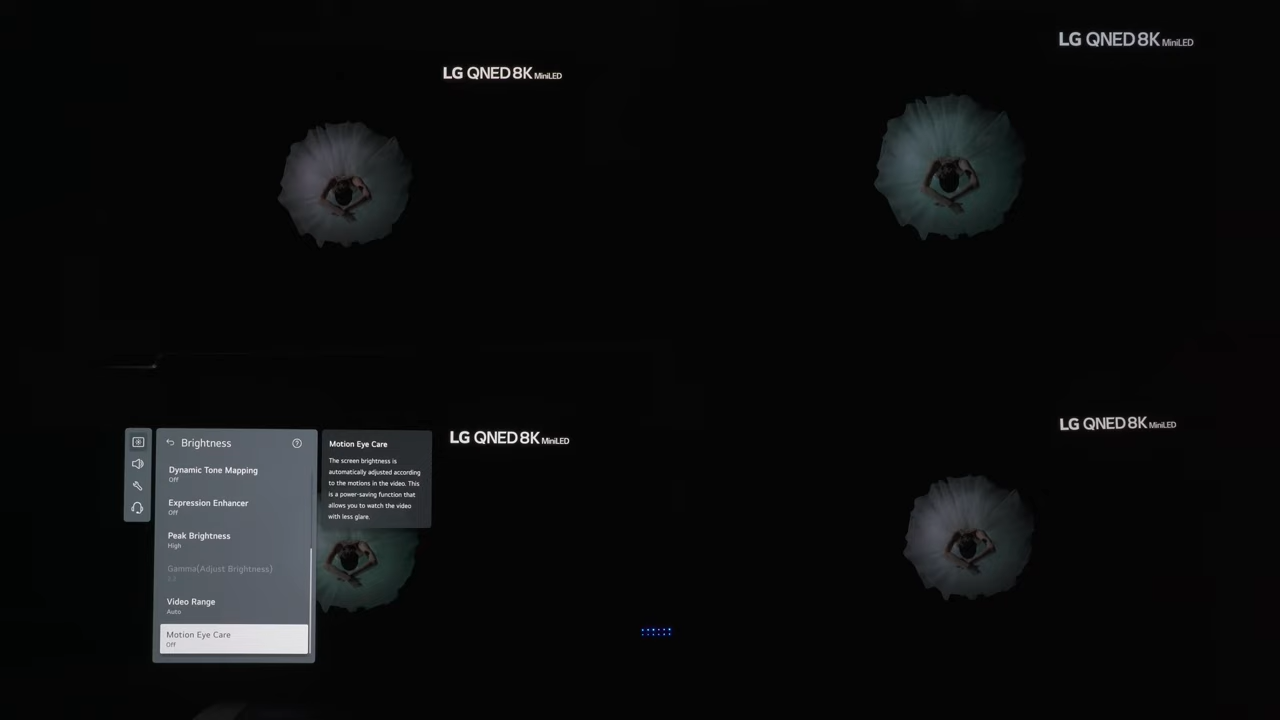 LG QNED 8K MiniLED
LG QNED 8K MiniLED
LG QNED 8K MiniLED
LG QNED 8K MiniLED
Brightness
Dynamic Tone Mapping
Off
Expression Enhancer
Off
Peak Brightness
High
Gamma(Adjust Brightness)
Video Range
Auto
Motion Eye Care
Off
Motion Eye Care
The screen brightness is
automatically adjusted according
to the motions in the video. This
is a power-saving function that
allows you to watch the video
with less glare.